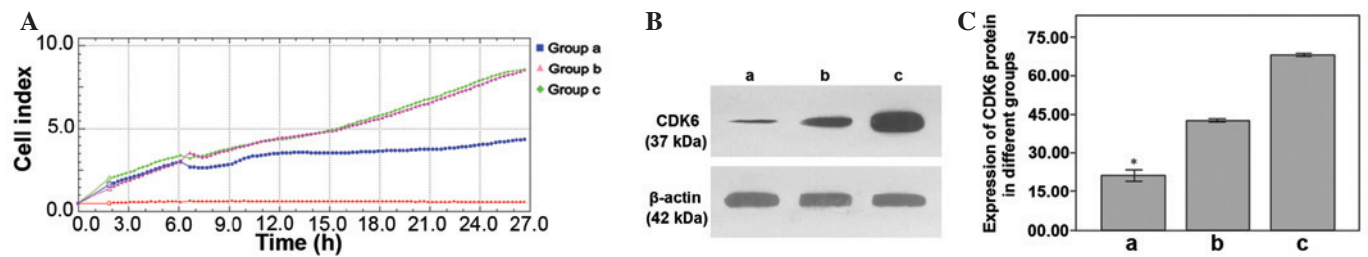 A
Cell index
10.0
5.0
0.0
0.0 3.0 6.0 9.0 12.0 15.0 18.0 21.0 24.0 27.0
Time (h)
Group a
Group b
Group c
B
a b c
CDK6
(37 kDa)
β-actin
(42 kDa)
C
Expression of CDK6 protein
in different groups
75.00
60.00
45.00
30.00
15.00
00.00
*
a b c